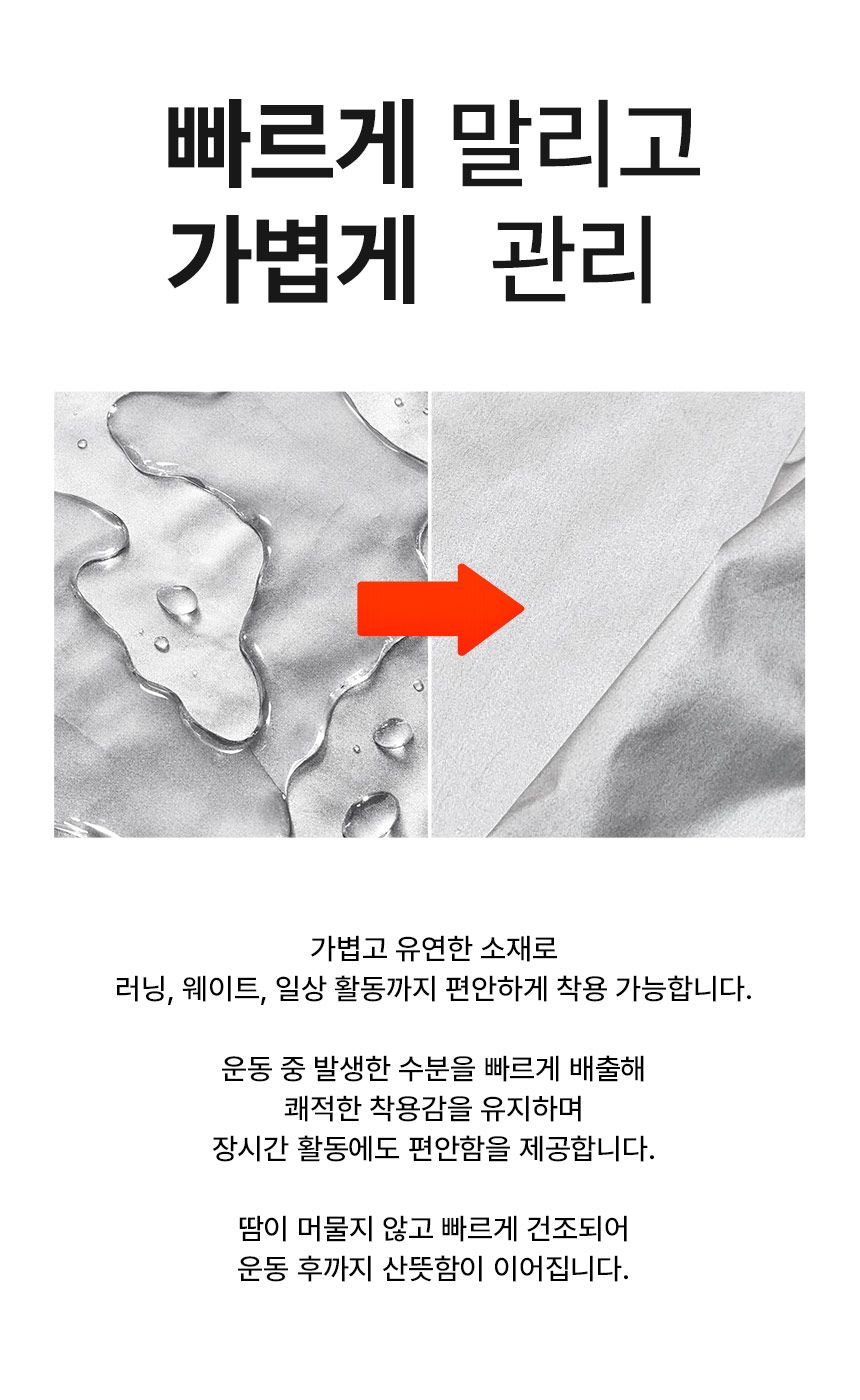 빠르게 말리고
가볍게 관리
가볍고 유연한 소재로
러닝, 웨이트, 일상 활동까지 편안하게 착용 가능합니다.
운동 중 발생한 수분을 빠르게 배출해
쾌적한 착용감을 유지하며
장시간 활동에도 편안함을 제공합니다.
땀이 머물지 않고 빠르게 건조되어
운동 후까지 산뜻함이 이어집니다.